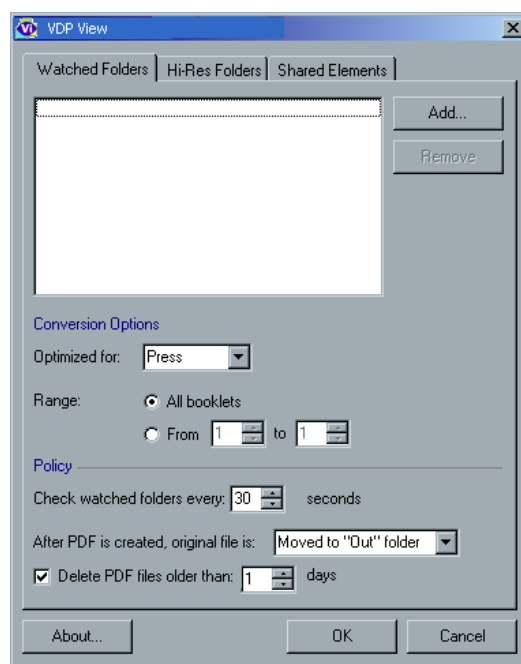 Vi VDP View
Watched Folders Hi-Res Folders Shared Elements
Add...
Remove
Conversion Options
Optimized for: Press
Range: All booklets
From 1 to 1
Policy
Check watched folders every: 30 seconds
After PDF is created, original file is: Moved to "Out" folder
Delete PDF files older than: 1 days
About... OK Cancel